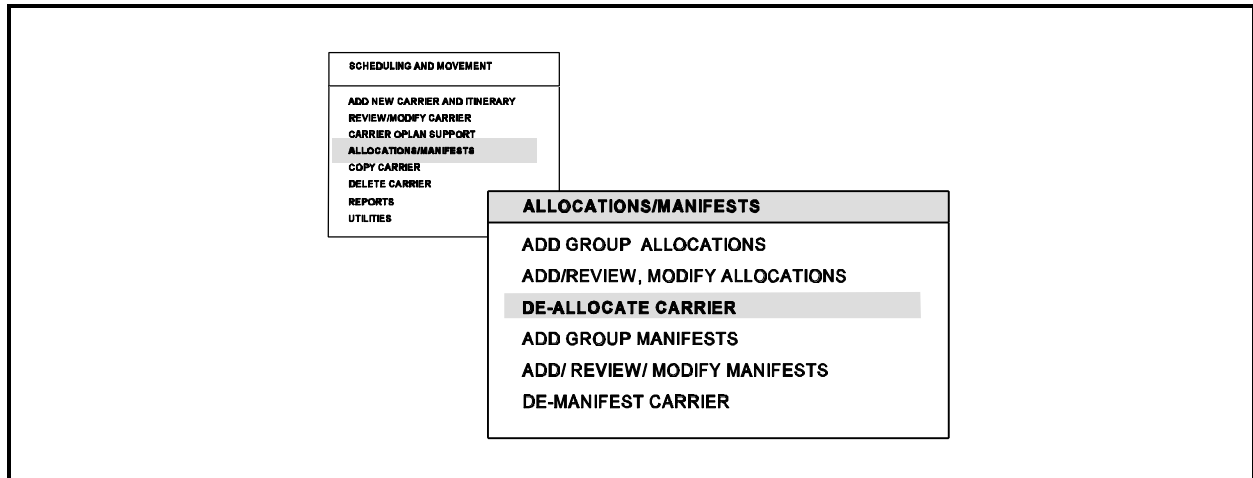 SCHEDULING AND MOVEMENT
ADD NEW CARRIER AND ITINERARY
REVIEW/MODIFY CARRIER
CARRIER OPLAN SUPPORT
ALLOCATIONS/MANIFESTS
COPY CARRIER
DELETE CARRIER
REPORTS
UTILITIES
ALLOCATIONS/MANIFESTS
ADD GROUP ALLOCATIONS
ADD/REVIEW, MODIFY ALLOCATIONS
DE-ALLOCATE CARRIER
ADD GROUP MANIFESTS
ADD/ REVIEW/ MODIFY MANIFESTS
DE-MANIFEST CARRIER